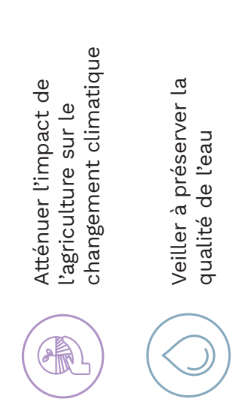 Atténuer l'impact de
l'agriculture sur le
changement climatique
Veiller à préserver la
qualité de l'eau